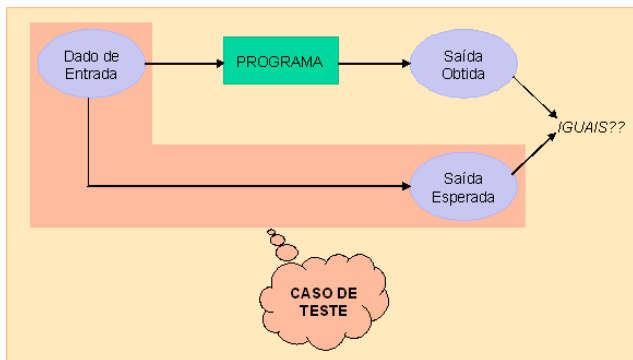 Dado de
Entrada
PROGRAMA
Saída
Obtida
IGUAIS??
Saída
Esperada
CASO DE
TESTE